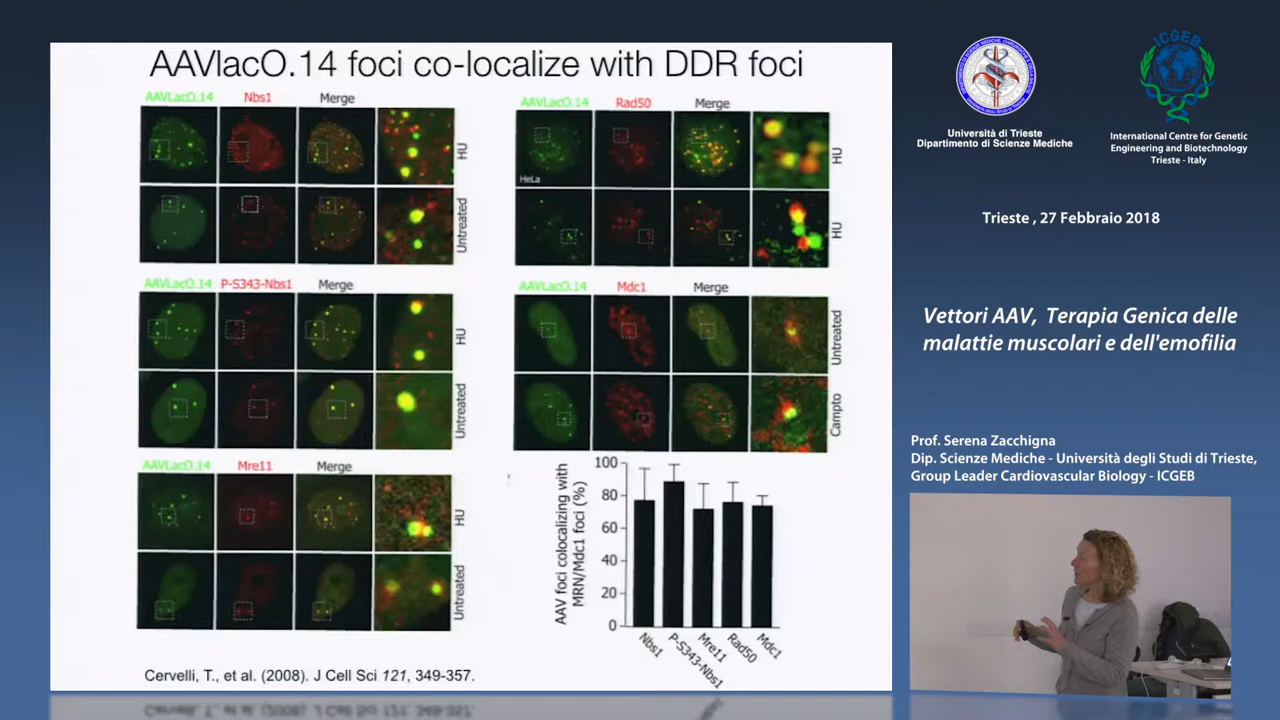 AAVlacO.14 foci co-localize with DDR foci
AAVLacO.14 Nbs1 Merge
HU
Untreated
AAVLacO.14 P-S343-Nbs1 Merge
HU
Untreated
AAVLacO.14 Mre11 Merge
HU
Untreated
AAVLacO.14 Rad50 Merge
HeLa
HU
HU
AAVLacO.14 Mdc1 Merge
Untreated
Campto
AAV foci colocalizing with
MRN/Mdc1 foci (%)
100
80
60
40
20
0
Nbs1
P-S343-Nbs1
Mre11
Rad50
Mdc1
Cervelli, T., et al. (2008). J Cell Sci 121, 349-357.
Università di Trieste
Dipartimento di Scienze Mediche
ICGEB
International Centre for Genetic
Engineering and Biotechnology
Trieste - Italy
Trieste , 27 Febbraio 2018
Vettori AAV, Terapia Genica delle
malattie muscolari e dell'emofilia
Prof. Serena Zacchigna
Dip. Scienze Mediche - Università degli Studi di Trieste,
Group Leader Cardiovascular Biology - ICGEB